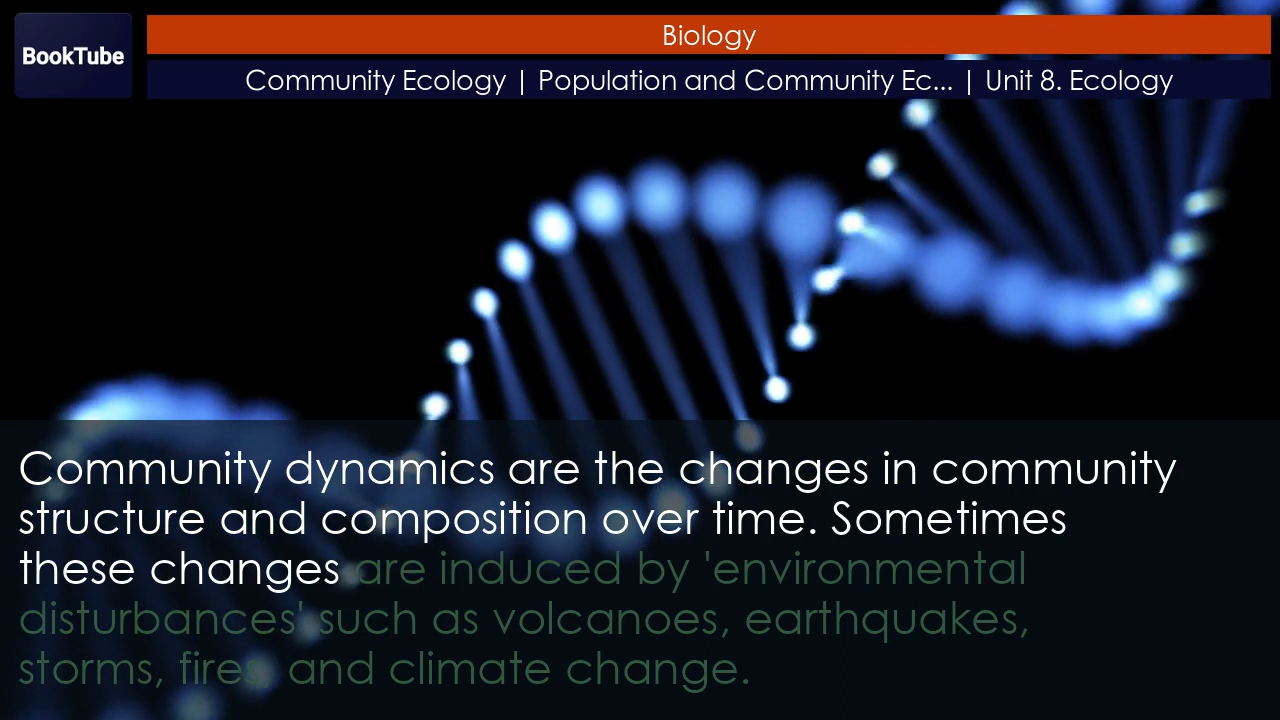 BookTube
Biology
Community Ecology | Population and Community Ec... | Unit 8. Ecology
Community dynamics are the changes in community
structure and composition over time. Sometimes
these changes are induced by 'environmental
disturbances' such as volcanoes, earthquakes,
storms, fires, and climate change.